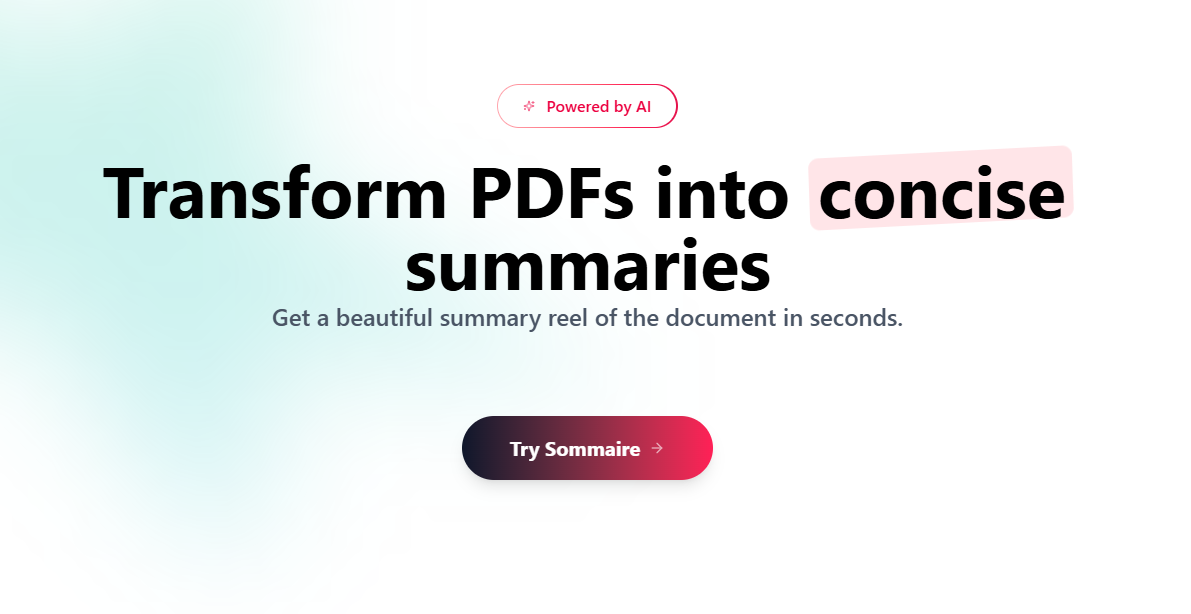 Powered by AI
Transform PDFs into concise
summaries
Get a beautiful summary reel of the document in seconds.
Try Sommaire →